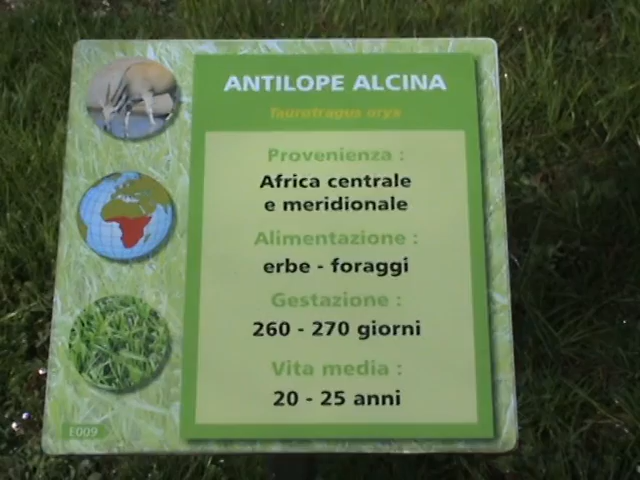 ANTILOPE ALCINA
Taurotragus oryx
Provenienza :
Africa centrale
e meridionale
Alimentazione :
erbe - foraggi
Gestazione :
260 - 270 giorni
Vita media :
20 - 25 anni
E009